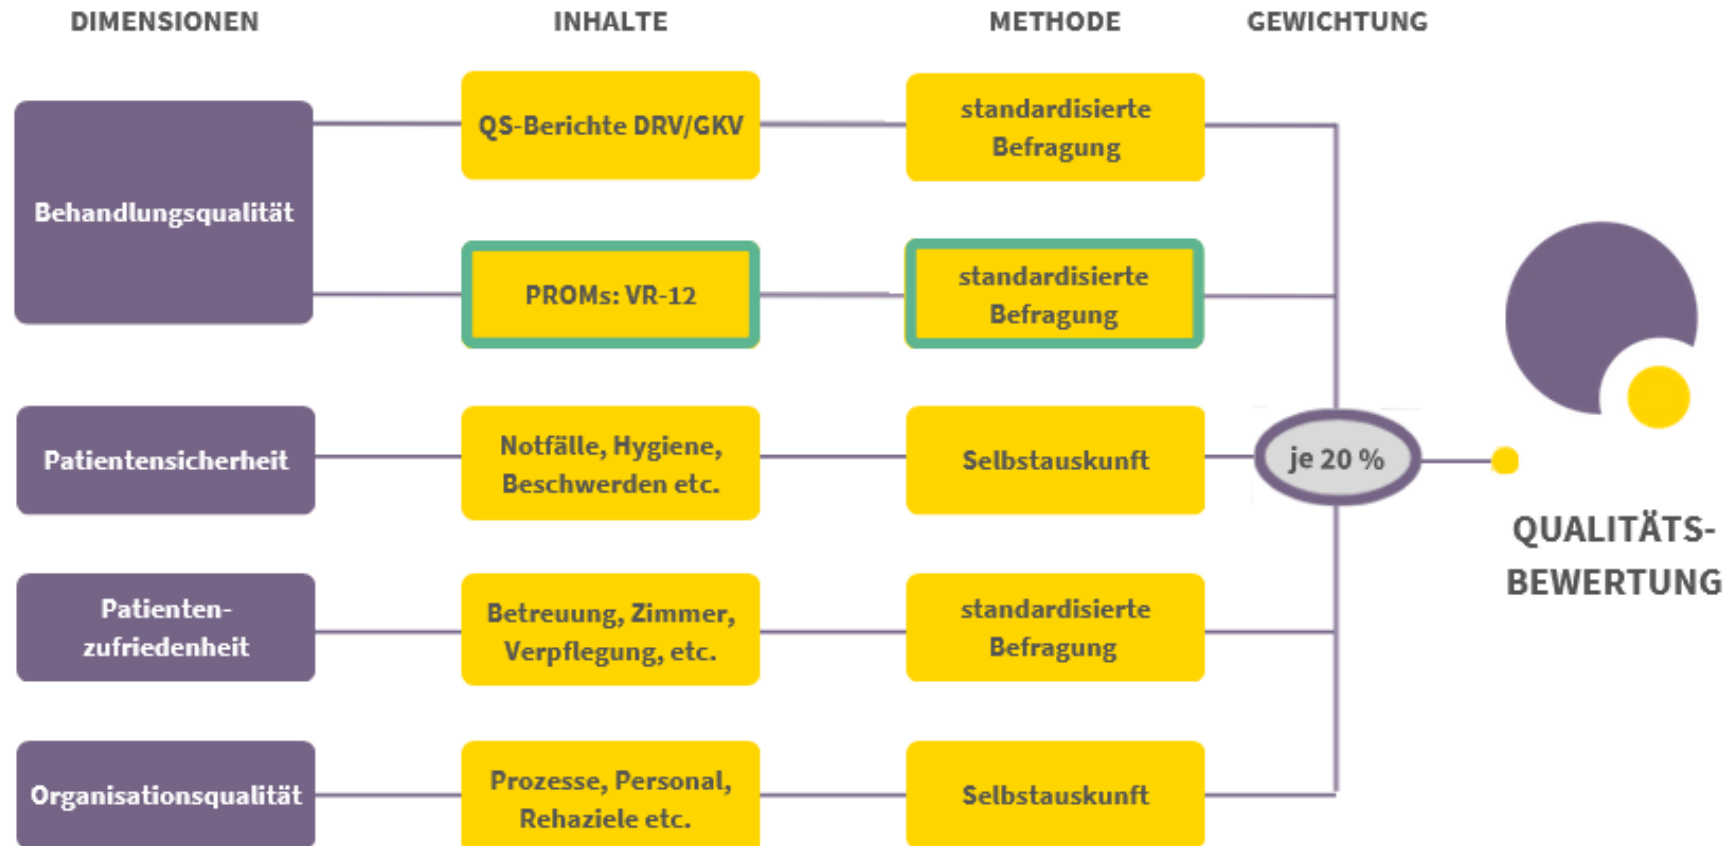 DIMENSIONEN INHALTE METHODE GEWICHTUNG
QS-Berichte DRV/GKV
standardisierte
Befragung
Behandlungsqualität
PROMs: VR-12
standardisierte
Befragung
Patientensicherheit
Notfälle, Hygiene,
Beschwerden etc.
Selbstauskunft
je 20 %
QUALITÄTS-
BEWERTUNG
Patienten-
zufriedenheit
Betreuung, Zimmer,
Verpflegung, etc.
standardisierte
Befragung
Organisationsqualität
Prozesse, Personal,
Rehaziele etc.
Selbstauskunft